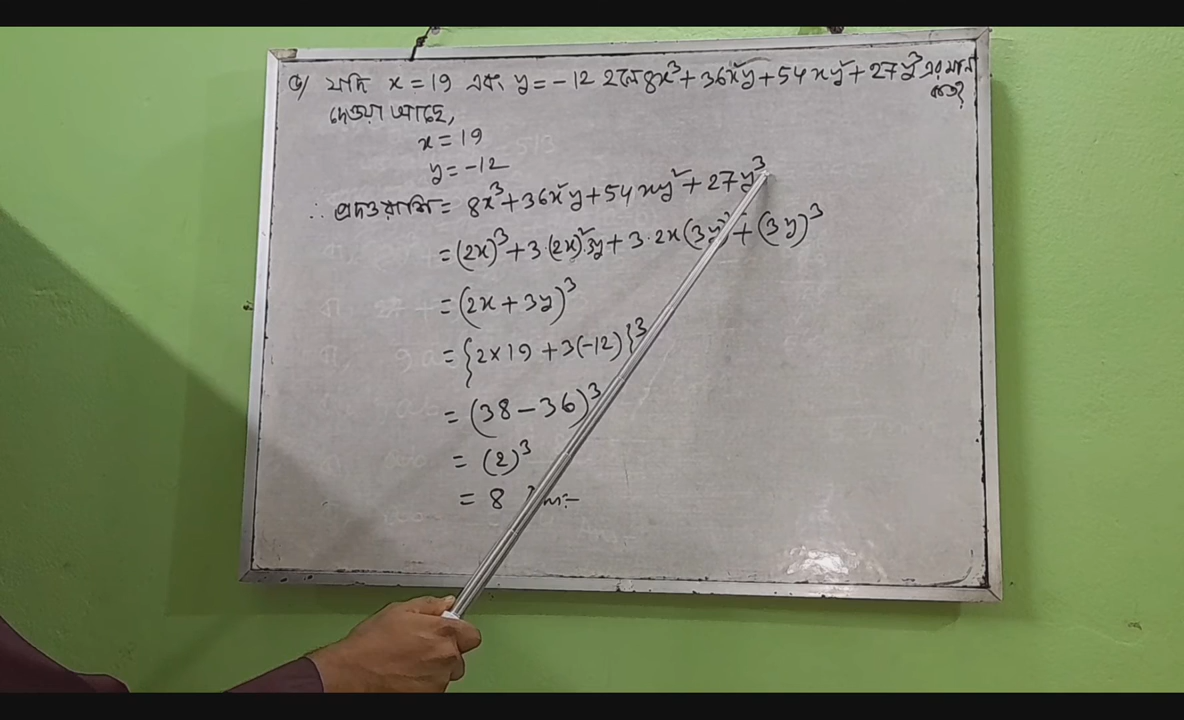 Q/ যদি x = 19 এবং y = -12 হলে 8x³ + 36x²y + 54xy² + 27y³ এর মান কত?
দেওয়া আছে,
x = 19
y = -12
∴ প্রদত্ত রাশি = 8x³ + 36x²y + 54xy² + 27y³
= (2x)³ + 3·(2x)²·3y + 3·2x(3y)² + (3y)³
= (2x + 3y)³
= {2×19 + 3(-12)}³
= (38 - 36)³
= (2)³
= 8